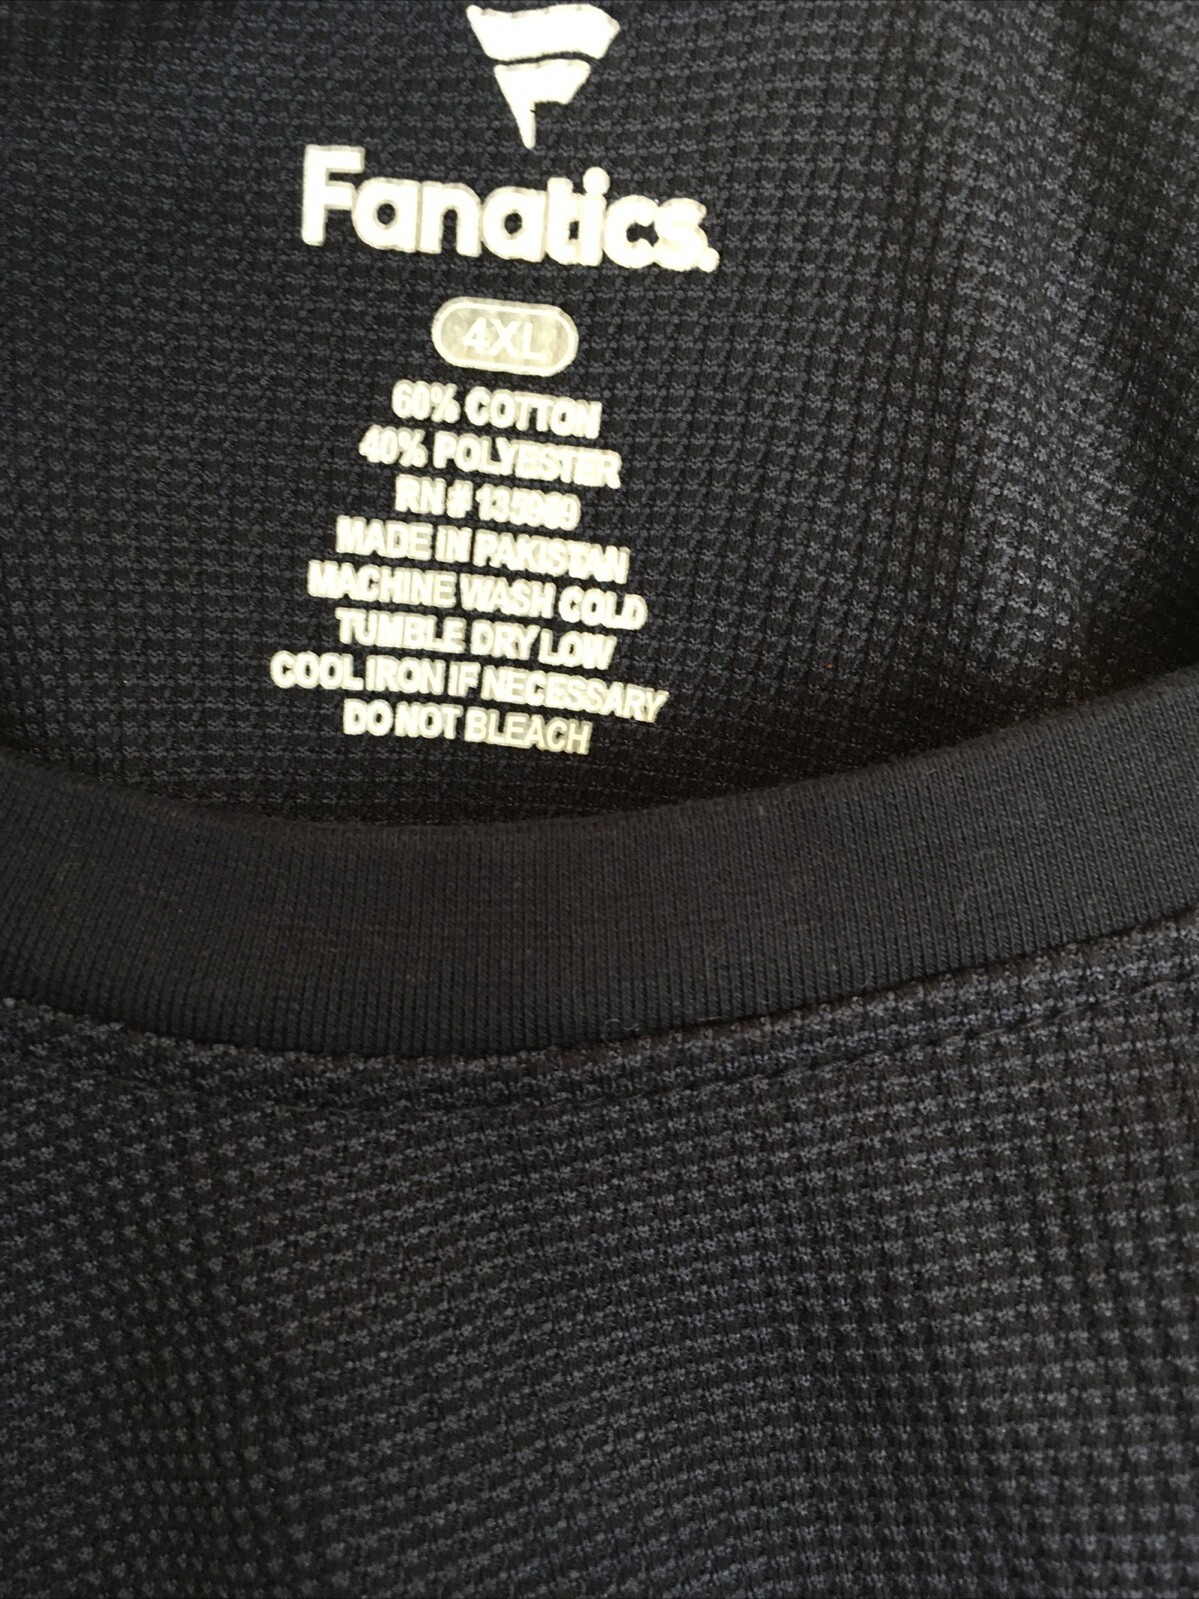 Fanatics.
4XL
60% COTTON
40% POLYESTER
RN# 135969
MADE IN PAKISTAN
MACHINE WASH COLD
TUMBLE DRY LOW
COOL IRON IF NECESSARY
DO NOT BLEACH